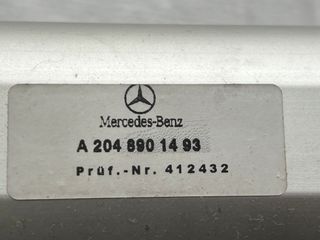 Mercedes-Benz
A 204 890 14 93
Prüf.-Nr. 412432